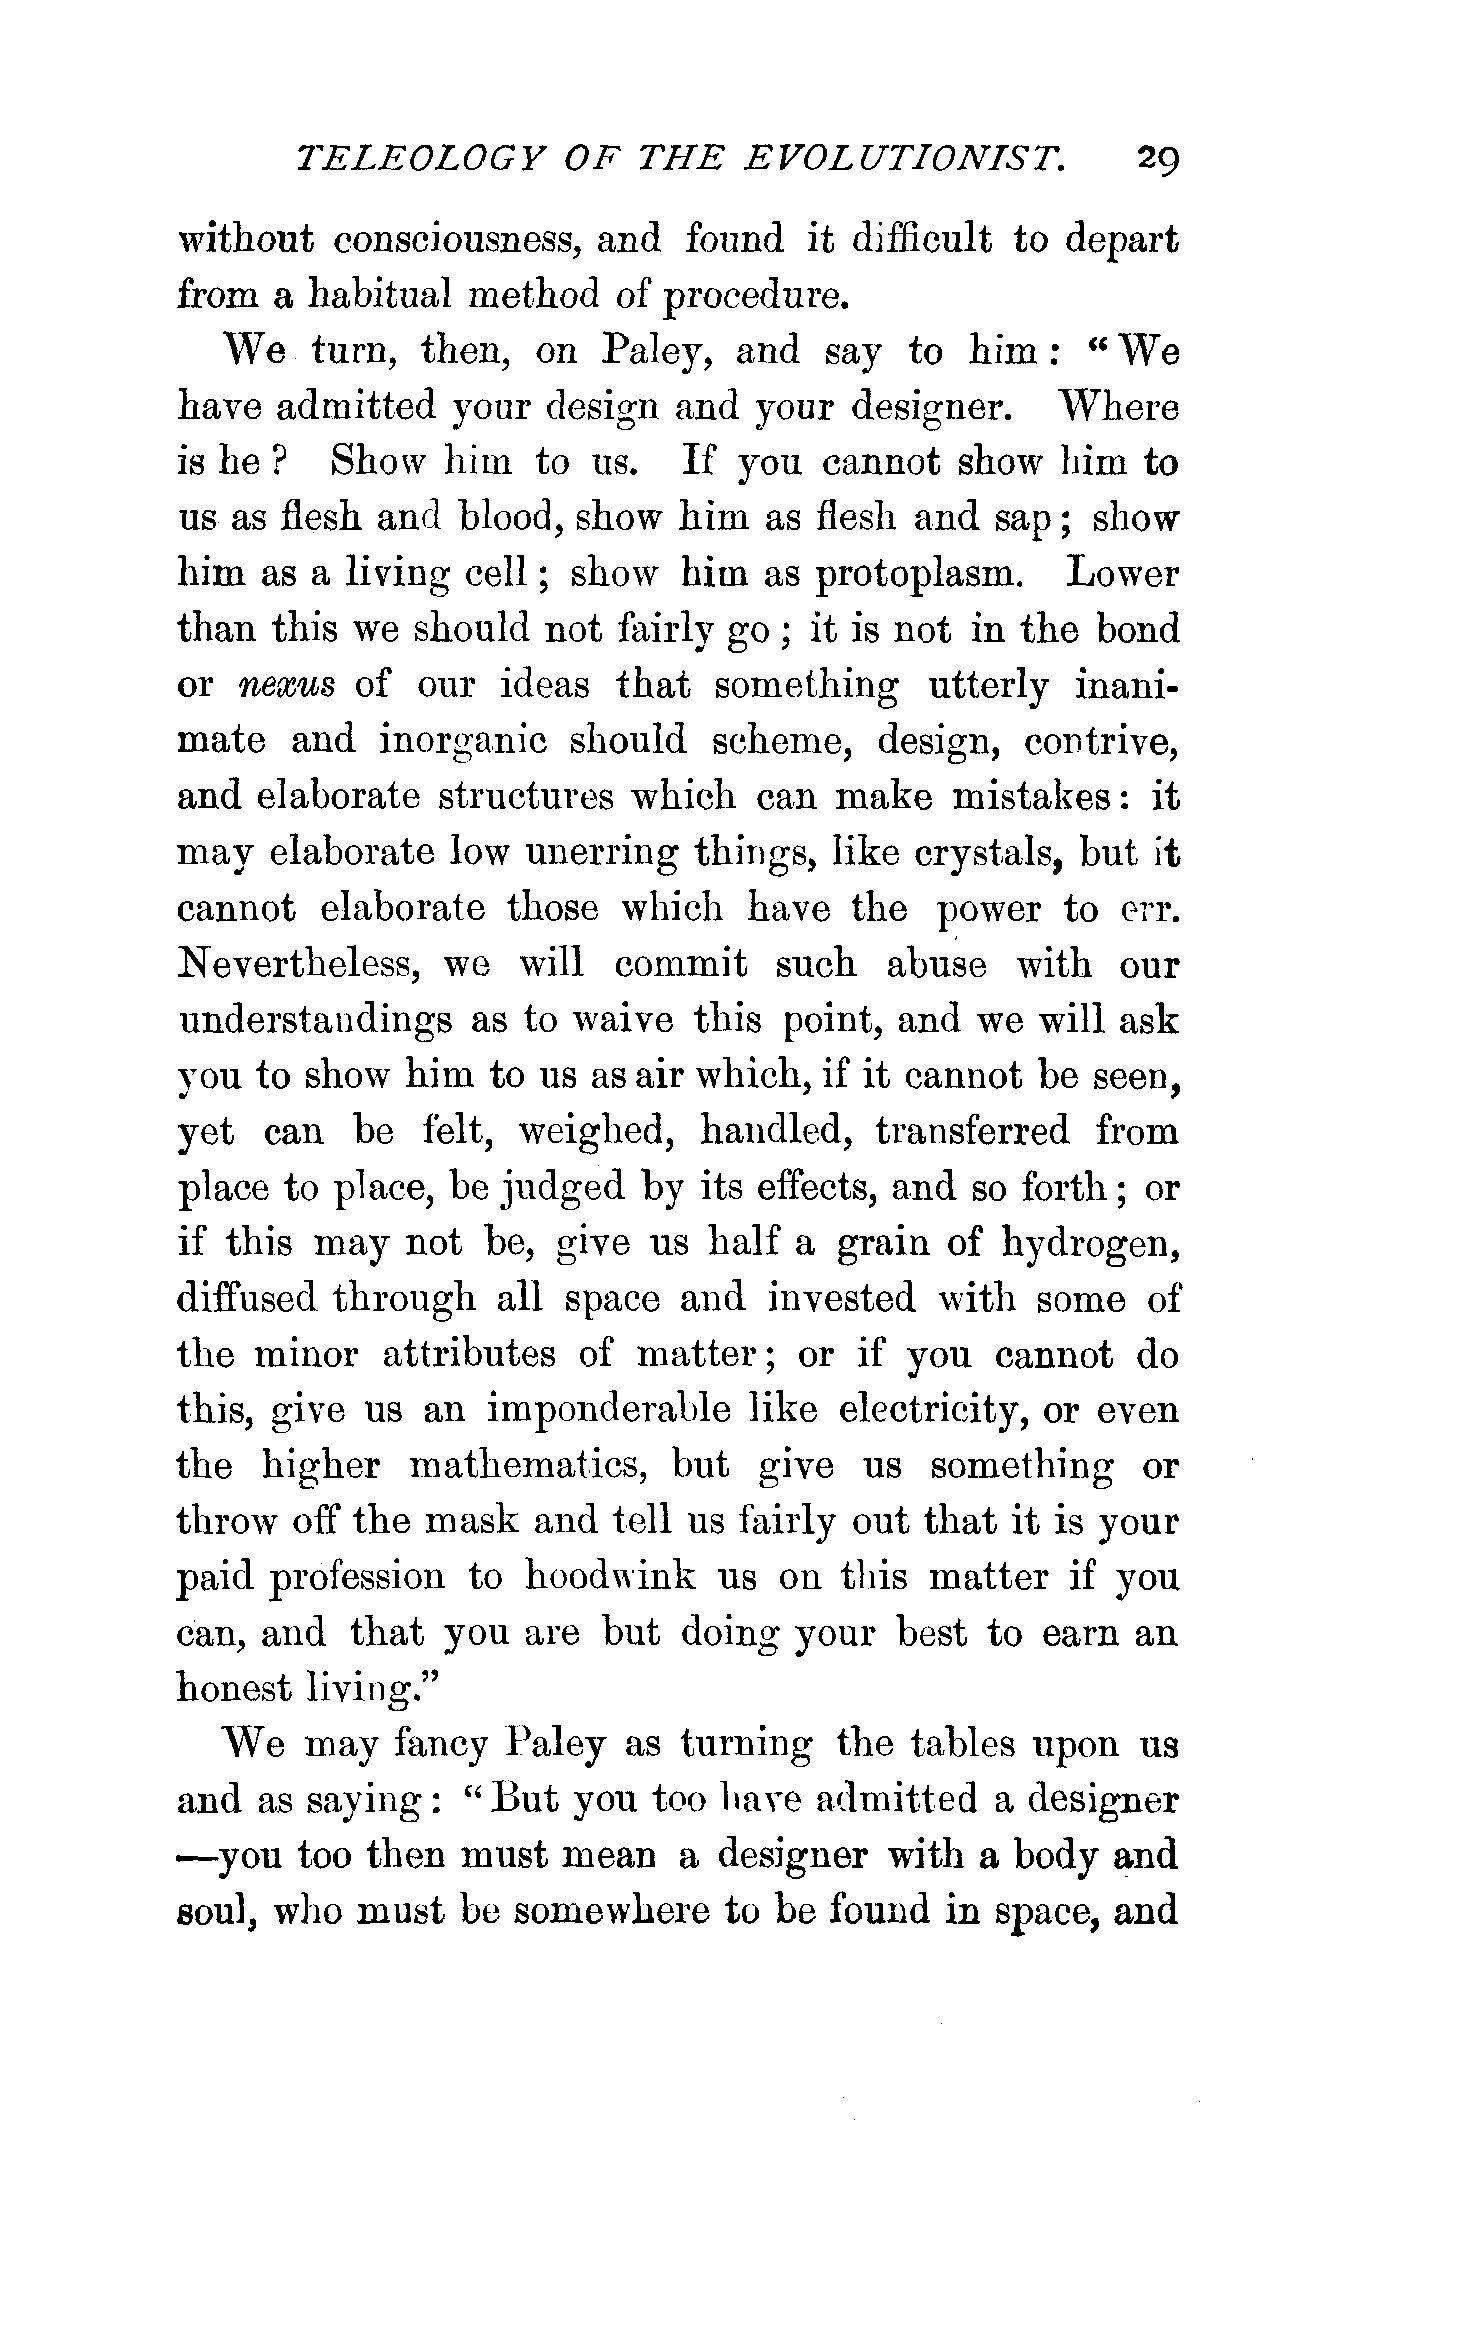 TELEOLOGY OF THE EVOLUTIONIST. 29
without consciousness, and found it difficult to depart
from a habitual method of procedure.
We turn, then, on Paley, and say to him : “ We
have admitted your design and your designer. Where
is he ? Show him to us. If you cannot show him to
us as flesh and blood, show him as flesh and sap ; show
him as a living cell ; show him as protoplasm. Lower
than this we should not fairly go ; it is not in the bond
or nexus of our ideas that something utterly inani-
mate and inorganic should scheme, design, contrive,
and elaborate structures which can make mistakes : it
may elaborate low unerring things, like crystals, but it
cannot elaborate those which have the power to err.
Nevertheless, we will commit such abuse with our
understandings as to waive this point, and we will ask
you to show him to us as air which, if it cannot be seen,
yet can be felt, weighed, handled, transferred from
place to place, be judged by its effects, and so forth ; or
if this may not be, give us half a grain of hydrogen,
diffused through all space and invested with some of
the minor attributes of matter ; or if you cannot do
this, give us an imponderable like electricity, or even
the higher mathematics, but give us something or
throw off the mask and tell us fairly out that it is your
paid profession to hoodwink us on this matter if you
can, and that you are but doing your best to earn an
honest living.”
We may fancy Paley as turning the tables upon us
and as saying : “ But you too have admitted a designer
—you too then must mean a designer with a body and
soul, who must be somewhere to be found in space, and